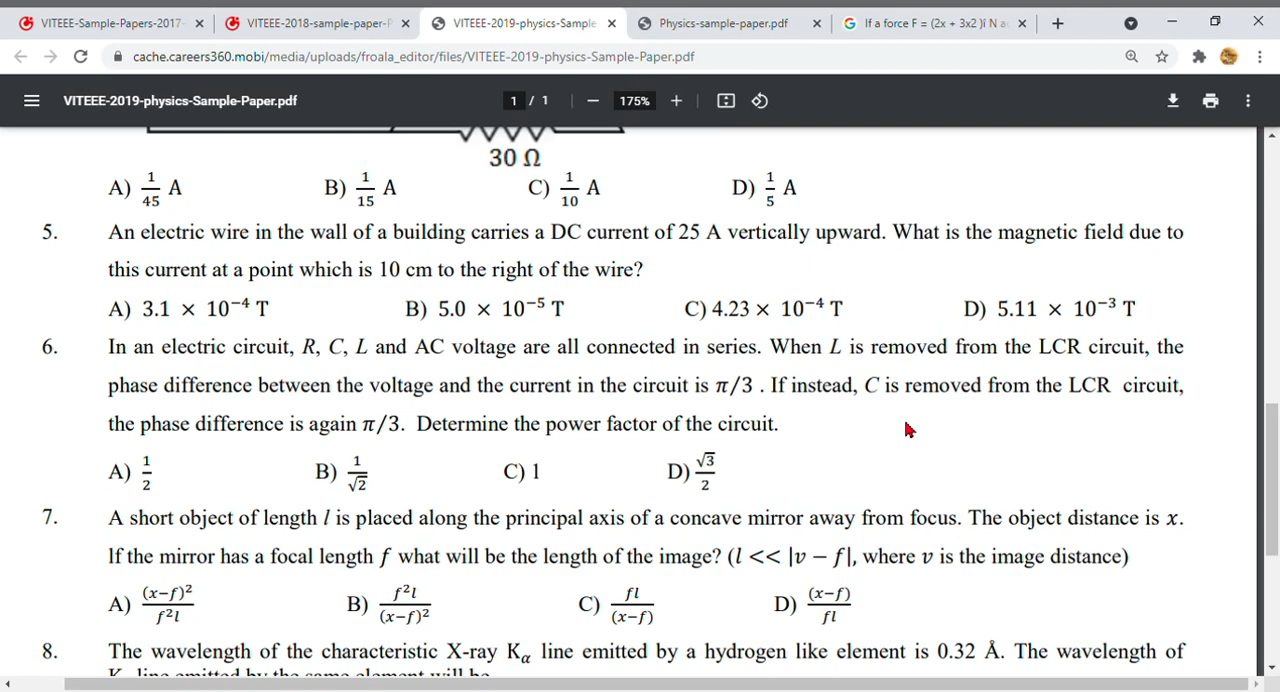 VITEEE-Sample-Papers-2017-
VITEEE-2018-sample-paper-P
VITEEE-2019-physics-Sample
Physics-sample-paper.pdf
If a force F = (2x + 3x2 )î N a
cache.careers360.mobi/media/uploads/froala_editor/files/VITEEE-2019-physics-Sample-Paper.pdf
VITEEE-2019-physics-Sample-Paper.pdf 1 / 1 − 175% +
30 Ω
A) 1/45 A B) 1/15 A C) 1/10 A D) 1/5 A
5. An electric wire in the wall of a building carries a DC current of 25 A vertically upward. What is the magnetic field due to
this current at a point which is 10 cm to the right of the wire?
A) 3.1 × 10⁻⁴ T B) 5.0 × 10⁻⁵ T C) 4.23 × 10⁻⁴ T D) 5.11 × 10⁻³ T
6. In an electric circuit, R, C, L and AC voltage are all connected in series. When L is removed from the LCR circuit, the
phase difference between the voltage and the current in the circuit is π/3 . If instead, C is removed from the LCR circuit,
the phase difference is again π/3. Determine the power factor of the circuit.
A) 1/2 B) 1/√2 C) 1 D) √3/2
7. A short object of length l is placed along the principal axis of a concave mirror away from focus. The object distance is x.
If the mirror has a focal length f what will be the length of the image? (l << |v − f|, where v is the image distance)
A) (x−f)²/f²l B) f²l/(x−f)² C) fl/(x−f) D) (x−f)/fl
8. The wavelength of the characteristic X-ray Kα line emitted by a hydrogen like element is 0.32 Å. The wavelength of
line emitted by the same element will be